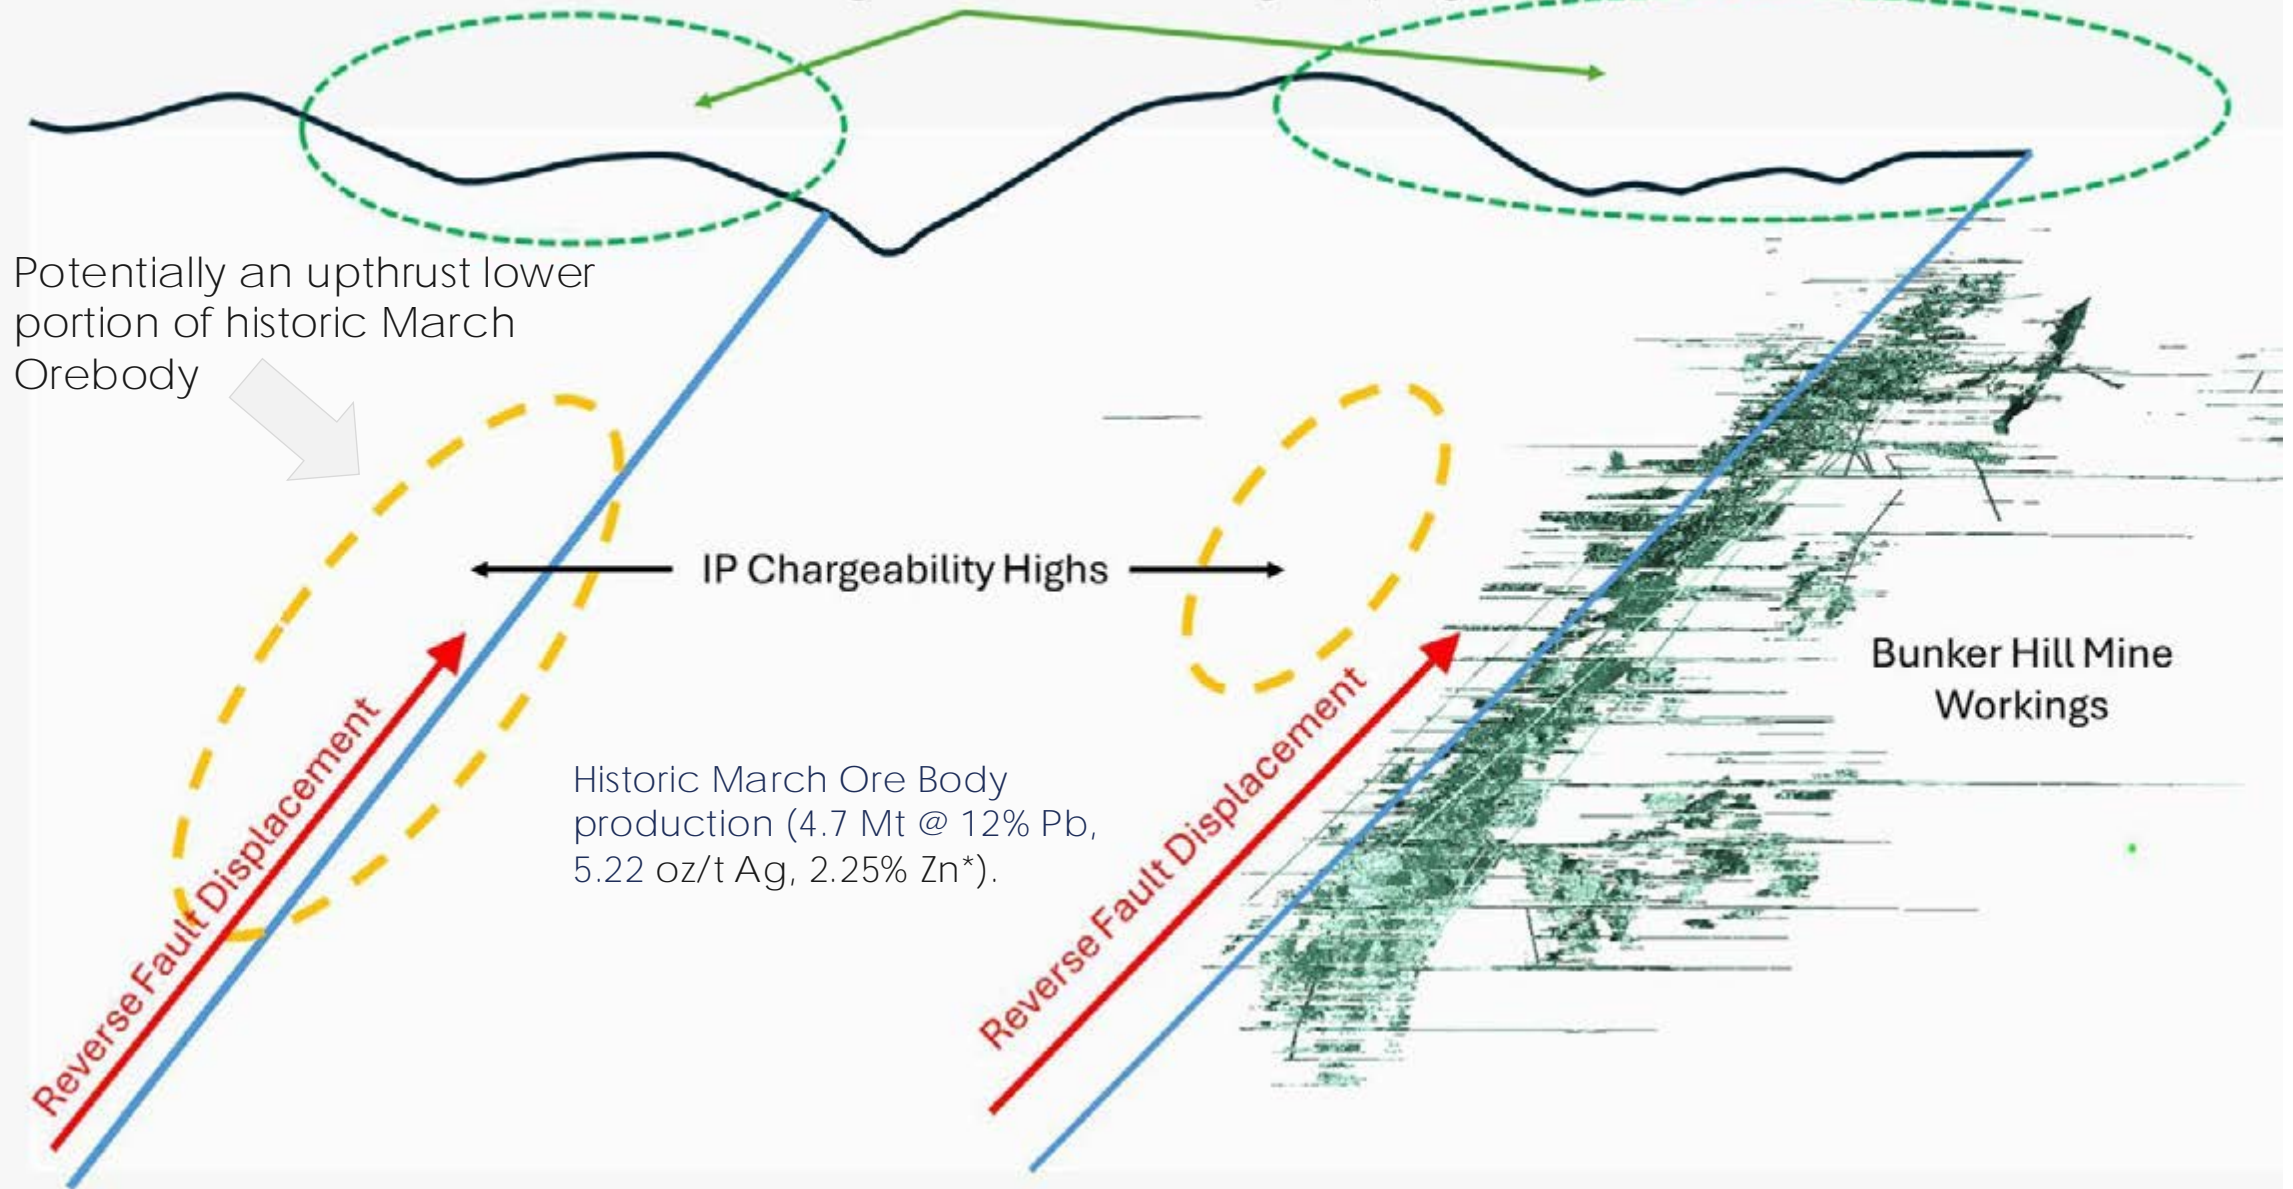 Potentially an upthrust lower
portion of historic March
Orebody
IP Chargeability Highs
Reverse Fault Displacement
Historic March Ore Body
production (4.7 Mt @ 12% Pb,
5.22 oz/t Ag, 2.25% Zn*).
Reverse Fault Displacement
Bunker Hill Mine
Workings